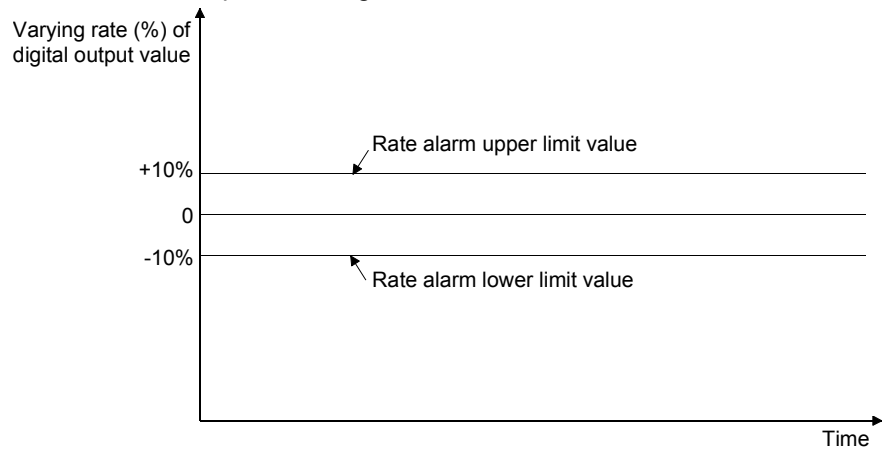 Varying rate (%) of
digital output value
Rate alarm upper limit value
+10%
0
-10%
Rate alarm lower limit value
Time